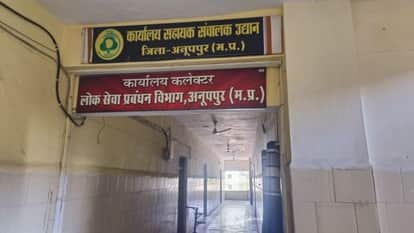 कार्यालय सहायक संचालक उद्यान
जिला-अनूपपुर (म.प्र.)
कार्यालय कलेक्टर
लोक सेवा प्रबंधन विभाग,अनूपपुर (म.प्र.)